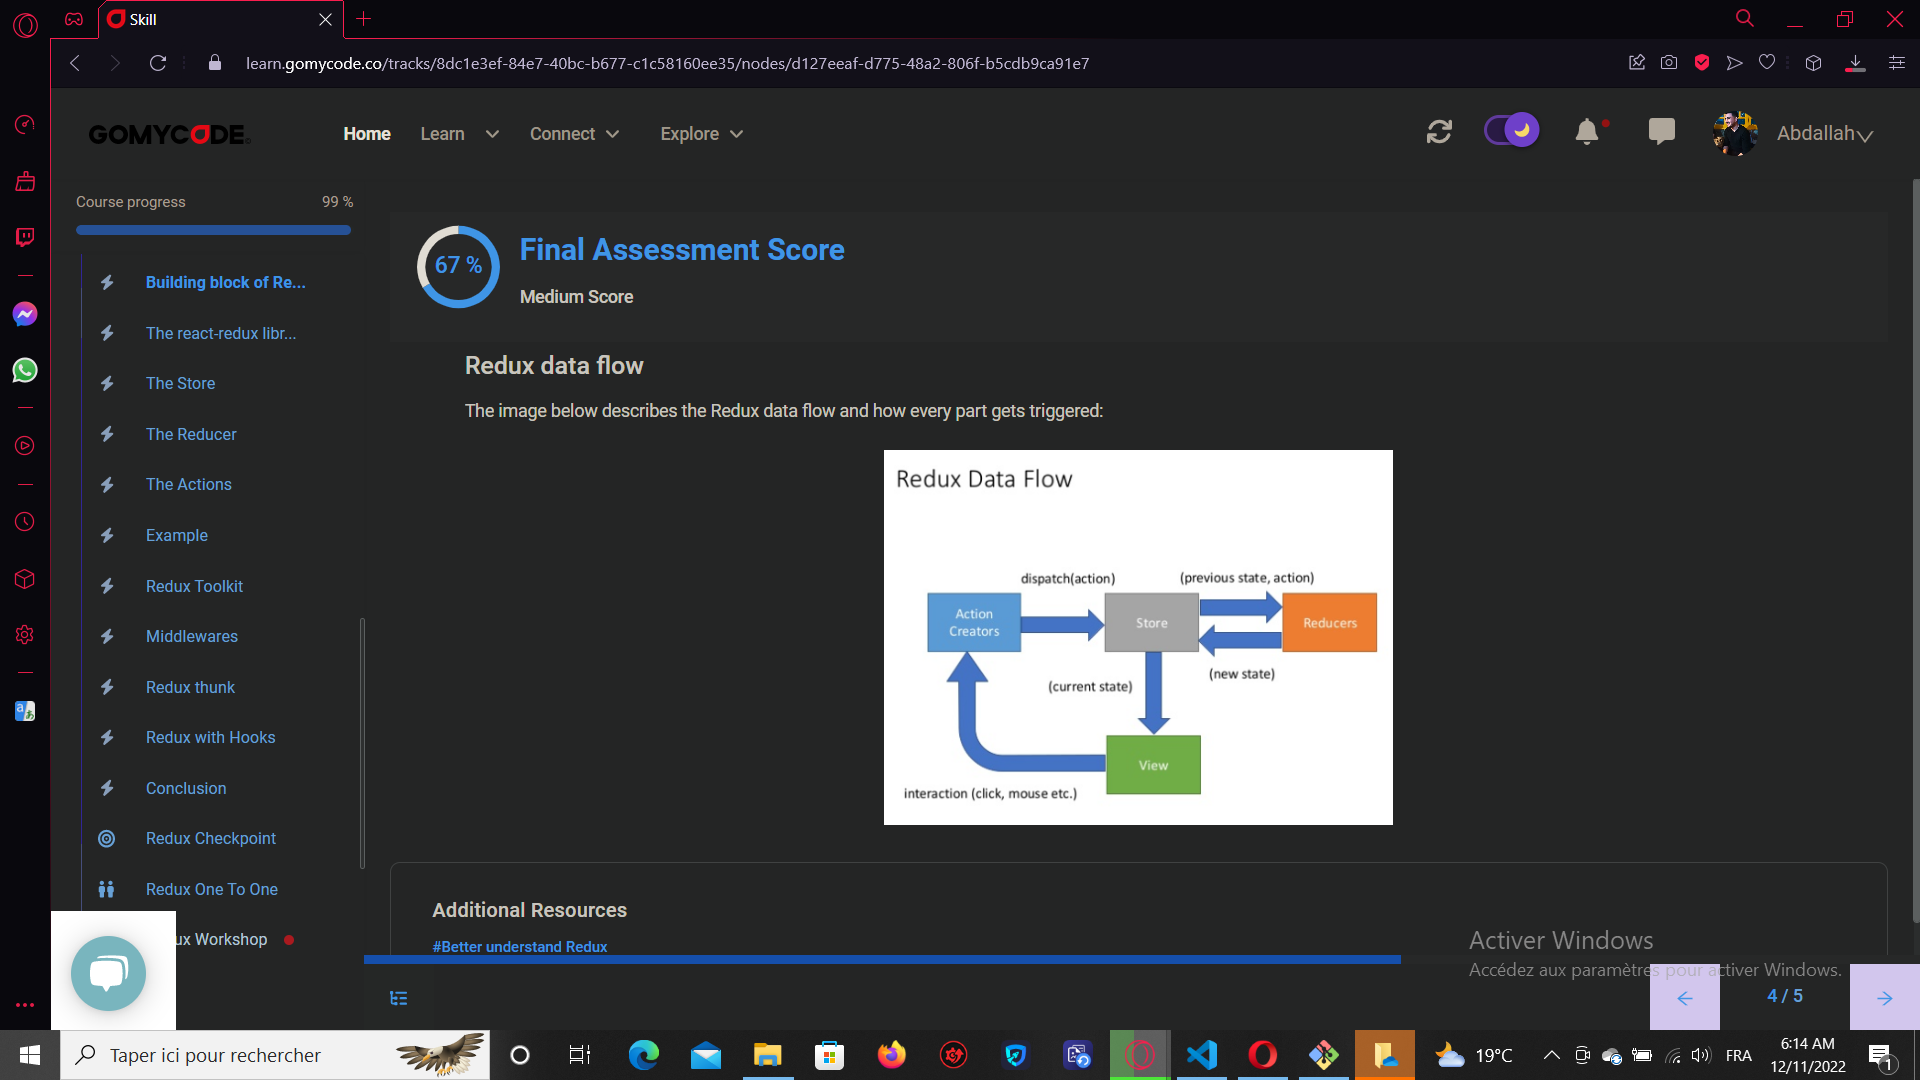 Skill
learn.gomycode.co/tracks/8dc1e3ef-84e7-40bc-b677-c1c58160ee35/nodes/d127eeaf-d775-48a2-806f-b5cdb9ca91e7
GOMYCODE
Home
Learn
Connect
Explore
Abdallah
Course progress
99 %
Building block of Re...
The react-redux libr...
The Store
The Reducer
The Actions
Example
Redux Toolkit
Middlewares
Redux thunk
Redux with Hooks
Conclusion
Redux Checkpoint
Redux One To One
ux Workshop
67 %
Final Assessment Score
Medium Score
Redux data flow
The image below describes the Redux data flow and how every part gets triggered:
Redux Data Flow
dispatch(action)
(previous state, action)
Action
Creators
Store
Reducers
(new state)
(current state)
View
interaction (click, mouse etc.)
Additional Resources
#Better understand Redux
Activer Windows
Accédez aux paramètres pour activer Windows.
4 / 5
Taper ici pour rechercher
19°C
FRA
6:14 AM
12/11/2022
1